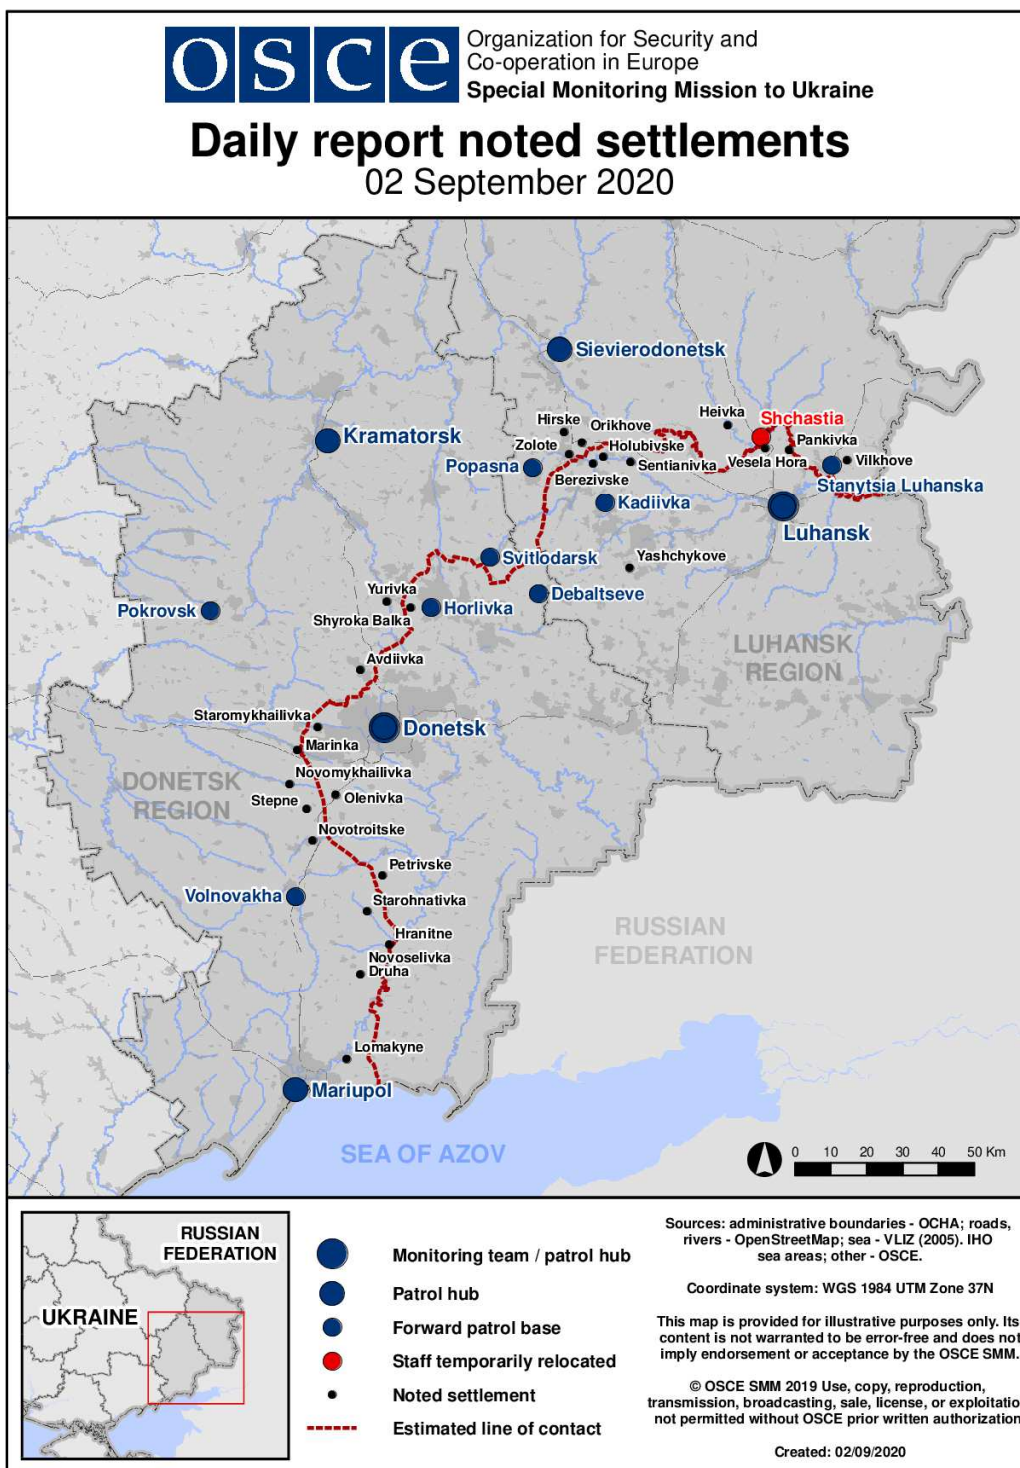 osce
Organization for Security and
Co-operation in Europe
Special Monitoring Mission to Ukraine
Daily report noted settlements
02 September 2020
Sievierodonetsk
Kramatorsk
Hirske
Orikhove
Heivka
Shchastia
Zolote
Holubivske
Pankivka
Popasna
Berezivske
Sentianivka
Vesela Hora
Vilkhove
Kadiivka
Stanytsia Luhanska
Luhansk
Svitlodarsk
Yashchykove
Yurivka
Debaltseve
Pokrovsk
Shyroka Balka
Horlivka
LUHANSK
REGION
Avdiivka
Staromykhailivka
Donetsk
Marinka
DONETSK
REGION
Novomykhailivka
Stepne
Olenivka
Novotroitske
Petrivske
Volnovakha
Starohnativka
RUSSIAN
FEDERATION
Hranitne
Novoselivka
Druha
Lomakyne
Mariupol
SEA OF AZOV
0 10 20 30 40 50 Km
RUSSIAN
FEDERATION
UKRAINE
Monitoring team / patrol hub
Patrol hub
Forward patrol base
Staff temporarily relocated
Noted settlement
Estimated line of contact
Sources: administrative boundaries - OCHA; roads,
rivers - OpenStreetMap; sea - VLIZ (2005). IHO
sea areas; other - OSCE.
Coordinate system: WGS 1984 UTM Zone 37N
This map is provided for illustrative purposes only. Its
content is not warranted to be error-free and does not
imply endorsement or acceptance by the OSCE SMM.
© OSCE SMM 2019 Use, copy, reproduction,
transmission, broadcasting, sale, license, or exploitatio
not permitted without OSCE prior written authorization
Created: 02/09/2020